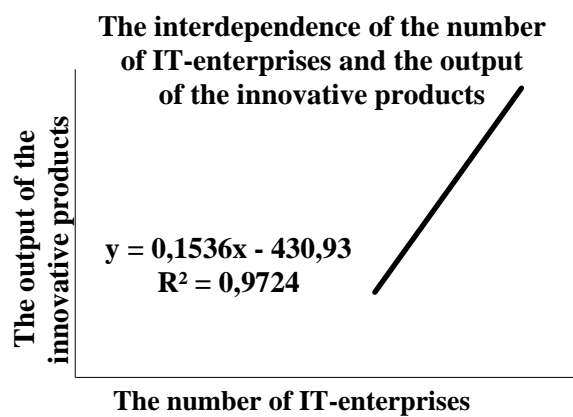 The interdependence of the number
of IT-enterprises and the output
of the innovative products
The output of the
innovative products
y = 0,1536x - 430,93
R² = 0,9724
The number of IT-enterprises